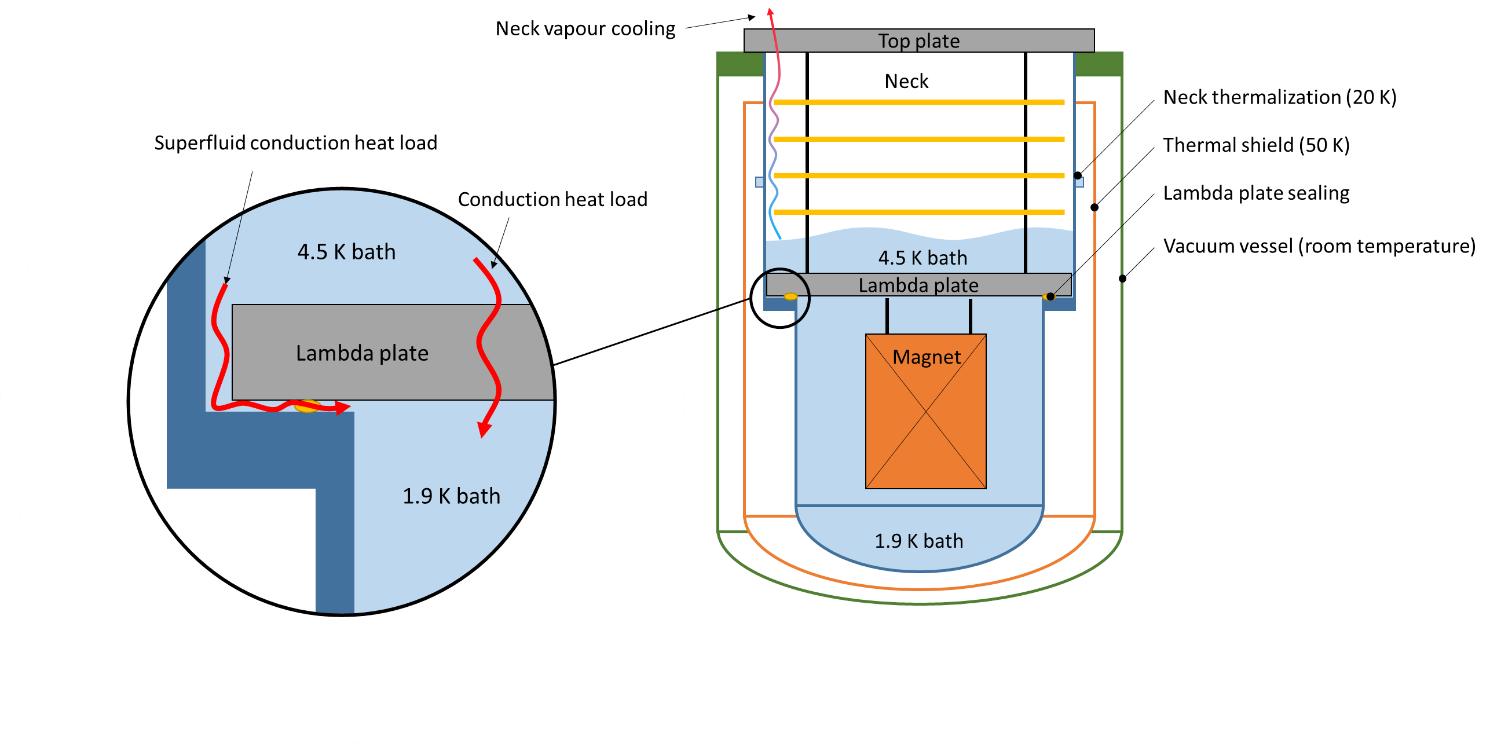 Neck vapour cooling
Top plate
Neck
Neck thermalization (20 K)
Thermal shield (50 K)
Lambda plate sealing
Vacuum vessel (room temperature)
4.5 K bath
Lambda plate
Magnet
1.9 K bath
Superfluid conduction heat load
Conduction heat load
4.5 K bath
Lambda plate
1.9 K bath